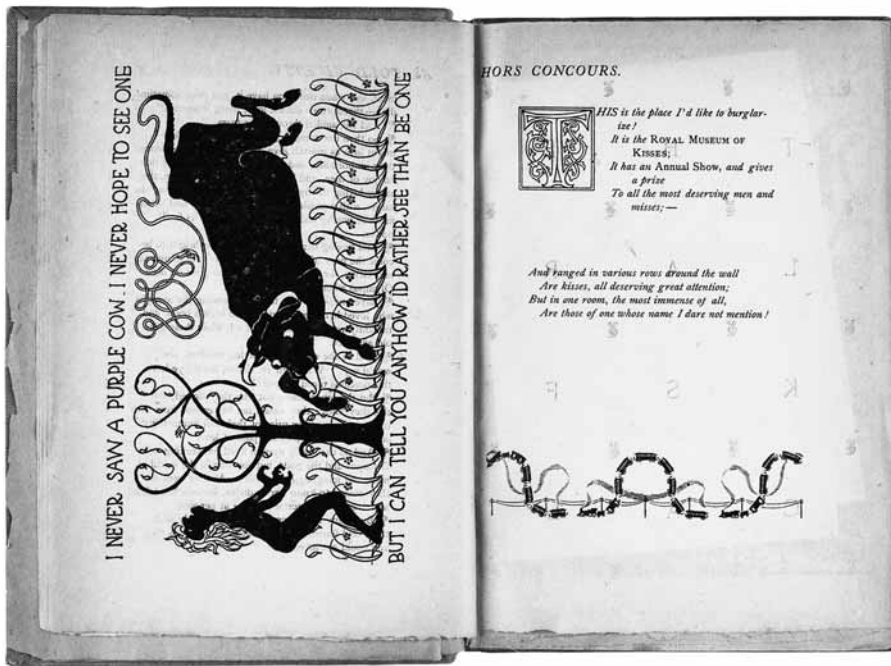 I NEVER SAW A PURPLE COW. I NEVER HOPE TO SEE ONE
BUT I CAN TELL YOU ANYHOW I'D RATHER SEE THAN BE ONE
HORS CONCOURS.
THIS is the place I'd like to burglar-
ize!
It is the ROYAL MUSEUM OF
KISSES;
It has an Annual Show, and gives
a prize
To all the most deserving men and
misses; —
And ranged in various rows around the wall
Are kisses, all deserving great attention;
But in one room, the most immense of all,
Are those of one whose name I dare not mention!